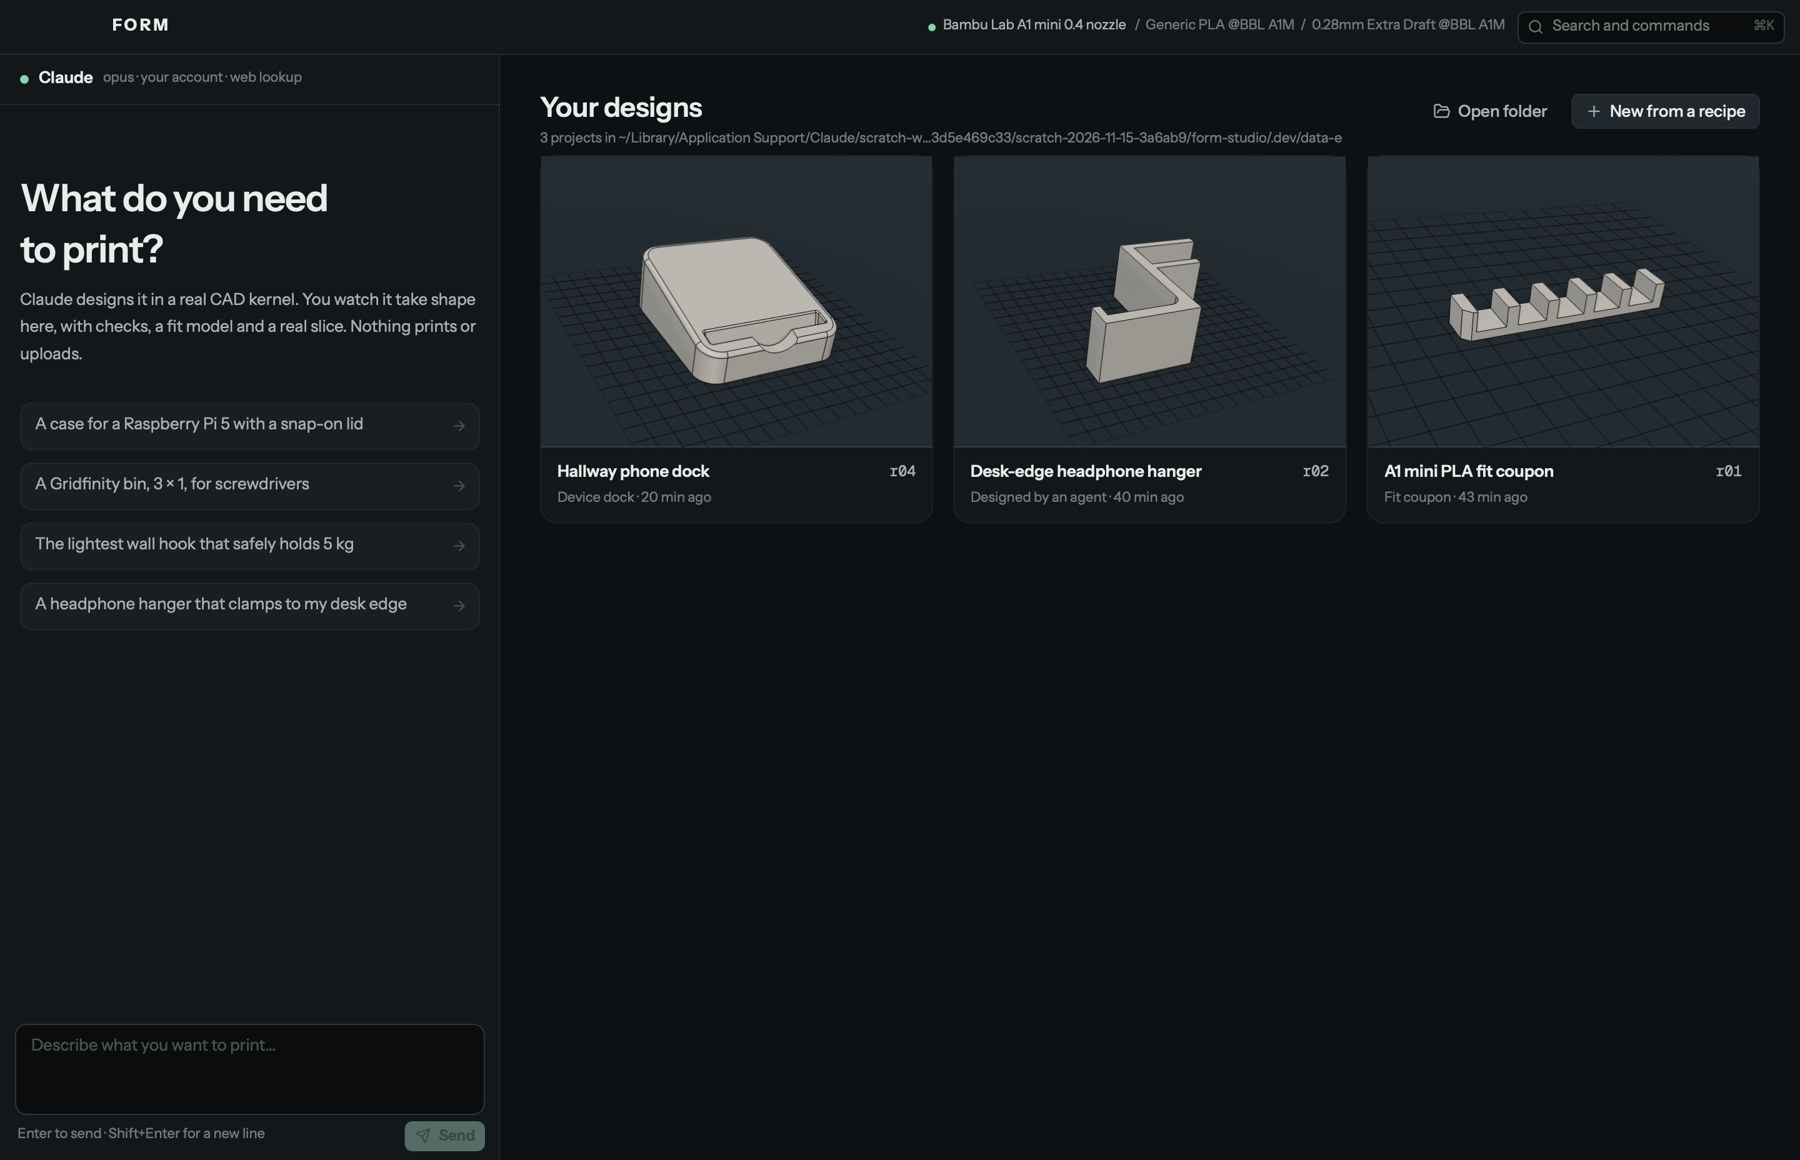 FORM
Bambu Lab A1 mini 0.4 nozzle / Generic PLA @BBL A1M / 0.28mm Extra Draft @BBL A1M
Search and commands ⌘K
Claude opus · your account · web lookup
What do you need
to print?
Claude designs it in a real CAD kernel. You watch it take shape
here, with checks, a fit model and a real slice. Nothing prints or
uploads.
A case for a Raspberry Pi 5 with a snap-on lid
A Gridfinity bin, 3 × 1, for screwdrivers
The lightest wall hook that safely holds 5 kg
A headphone hanger that clamps to my desk edge
Describe what you want to print...
Enter to send · Shift+Enter for a new line
Send
Your designs
3 projects in ~/Library/Application Support/Claude/scratch-w...3d5e469c33/scratch-2026-11-15-3a6ab9/form-studio/.dev/data-e
Open folder
New from a recipe
Hallway phone dock r04
Device dock · 20 min ago
Desk-edge headphone hanger r02
Designed by an agent · 40 min ago
A1 mini PLA fit coupon r01
Fit coupon · 43 min ago